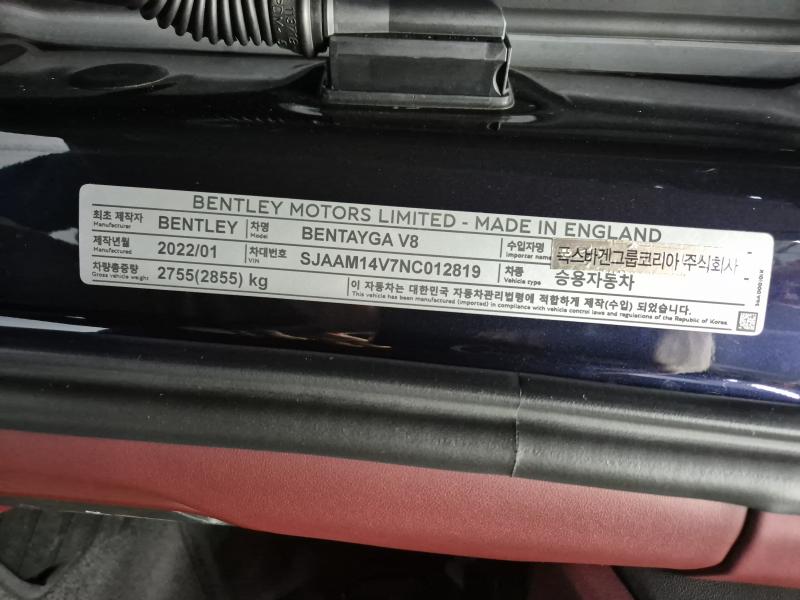 BENTLEY MOTORS LIMITED - MADE IN ENGLAND
최초 제작자 Manufacturer BENTLEY 차명 Model BENTAYGA V8 수입자명 Importer name 폭스바겐그룹코리아 주식회사
제작년월 Manufactured 2022/01 차대번호 VIN SJAAM14V7NC012819 차종 Vehicle type 승용자동차
차량총중량 Gross vehicle weight 2755(2855) kg
이 자동차는 대한민국 자동차관리법령에 적합하게 제작(수입) 되었습니다.
This vehicle has been manufactured (imported) in compliance with vehicle control laws and regulations of the Republic of Korea.